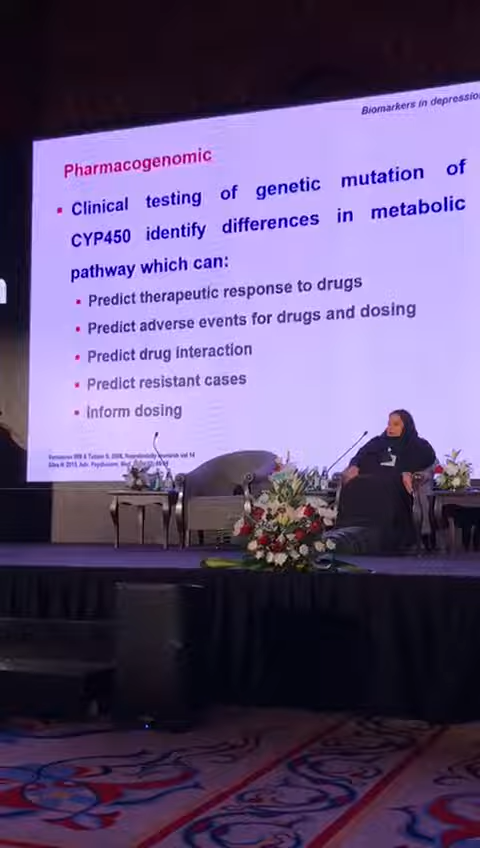 Biomarkers in depression
Pharmacogenomic
Clinical testing of genetic mutation of
CYP450 identify differences in metabolic
pathway which can:
Predict therapeutic response to drugs
Predict adverse events for drugs and dosing
Predict drug interaction
Predict resistant cases
Inform dosing